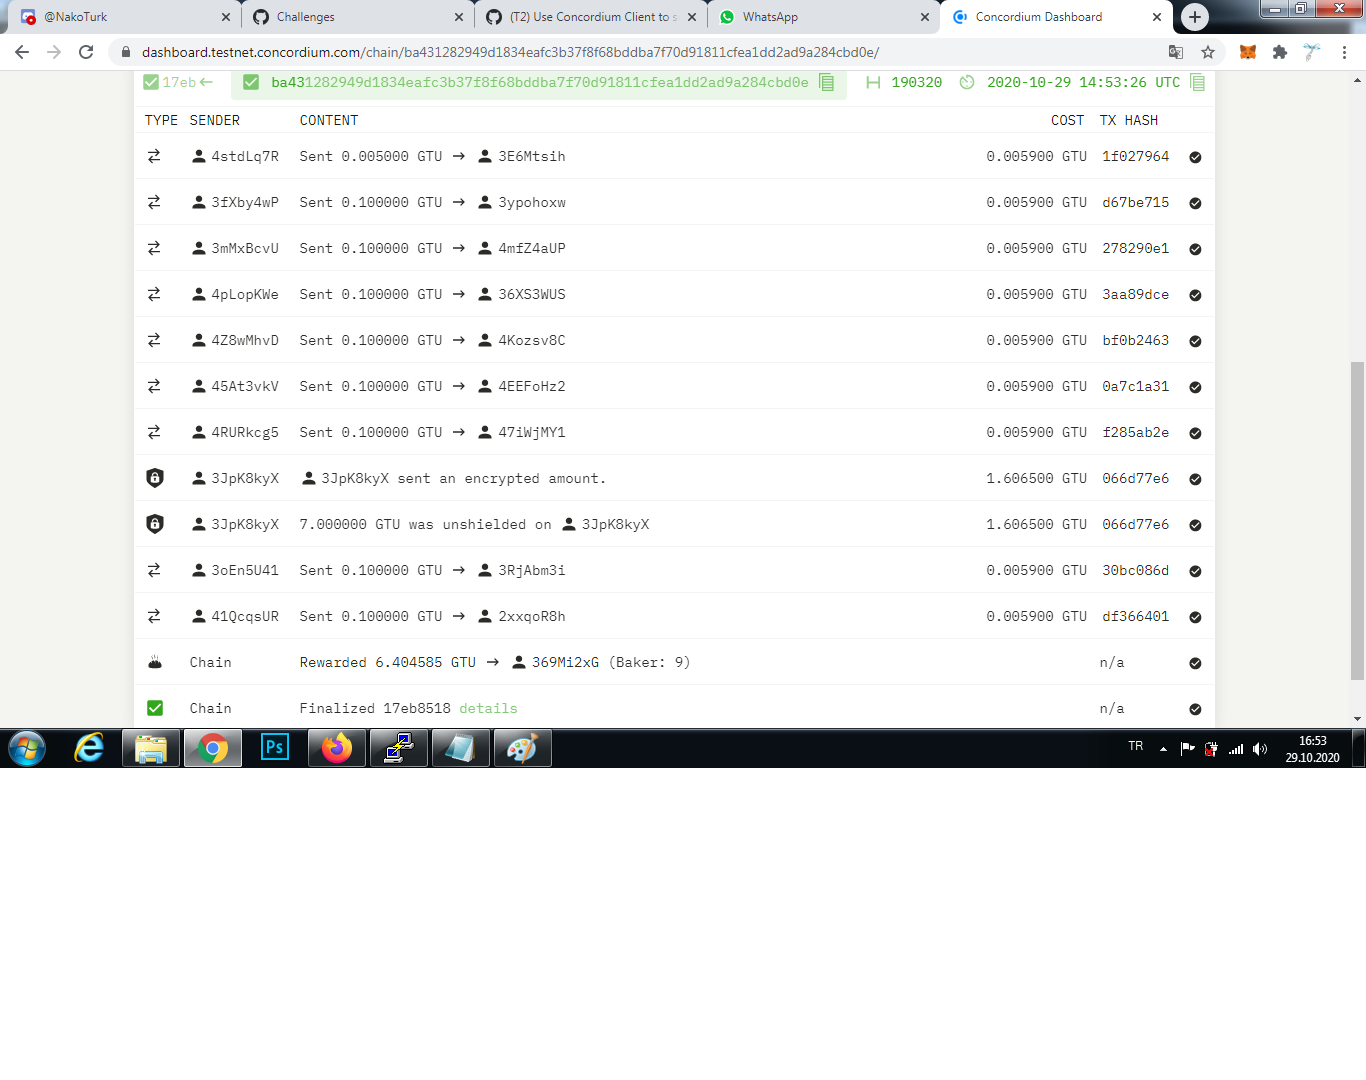 @NakoTurk
Challenges
(T2) Use Concordium Client to s
WhatsApp
Concordium Dashboard
dashboard.testnet.concordium.com/chain/ba431282949d1834eafc3b37f8f68bddba7f70d91811cfea1dd2ad9a284cbd0e/
17eb ← ba431282949d1834eafc3b37f8f68bddba7f70d91811cfea1dd2ad9a284cbd0e 190320 2020-10-29 14:53:26 UTC
TYPE SENDER CONTENT COST TX HASH
4stdLq7R Sent 0.005000 GTU → 3E6Mtsih 0.005900 GTU 1f027964
3fXby4wP Sent 0.100000 GTU → 3ypohoxw 0.005900 GTU d67be715
3mMxBcvU Sent 0.100000 GTU → 4mfZ4aUP 0.005900 GTU 278290e1
4pLopKWe Sent 0.100000 GTU → 36XS3WUS 0.005900 GTU 3aa89dce
4Z8wMhvD Sent 0.100000 GTU → 4Kozsv8C 0.005900 GTU bf0b2463
45At3vkV Sent 0.100000 GTU → 4EEFoHz2 0.005900 GTU 0a7c1a31
4RURkcg5 Sent 0.100000 GTU → 47iWjMY1 0.005900 GTU f285ab2e
3JpK8kyX 3JpK8kyX sent an encrypted amount. 1.606500 GTU 066d77e6
3JpK8kyX 7.000000 GTU was unshielded on 3JpK8kyX 1.606500 GTU 066d77e6
3oEn5U41 Sent 0.100000 GTU → 3RjAbm3i 0.005900 GTU 30bc086d
41QcqsUR Sent 0.100000 GTU → 2xxqoR8h 0.005900 GTU df366401
Chain Rewarded 6.404585 GTU → 369Mi2xG (Baker: 9) n/a
Chain Finalized 17eb8518 details n/a
Ps
TR
16:53
29.10.2020